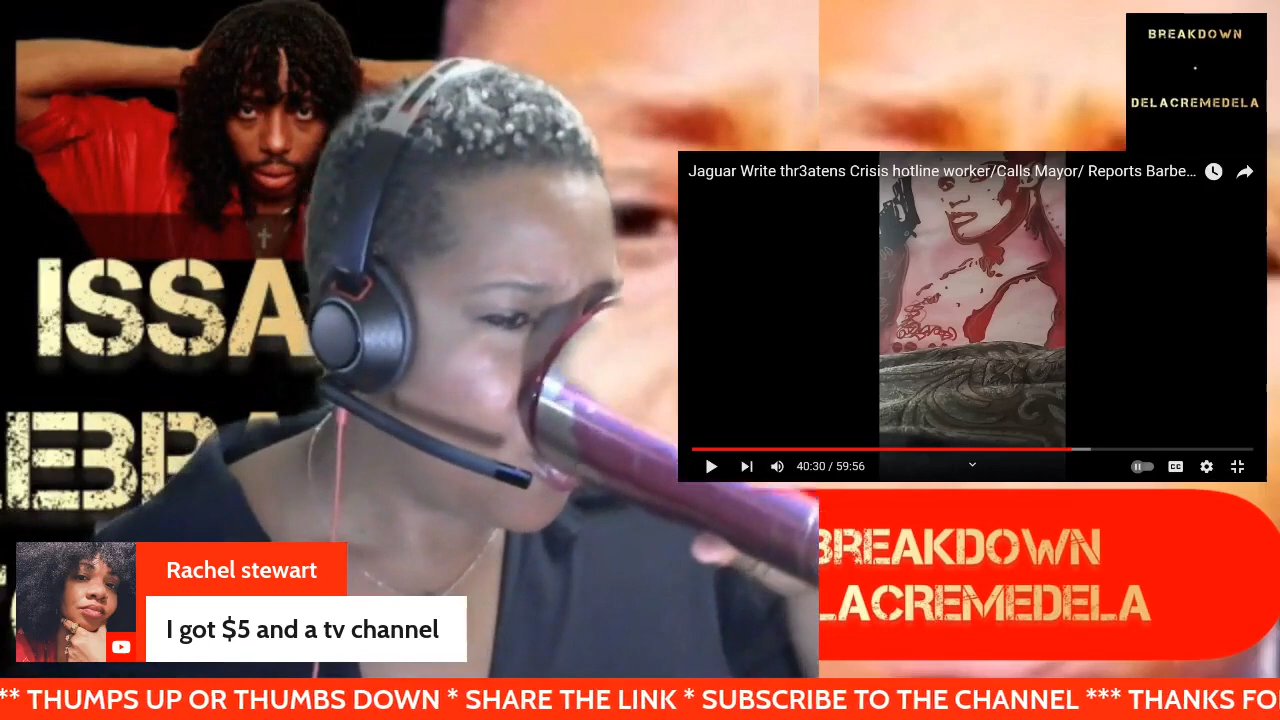 BREAKDOWN
DELACREMEDELA
Jaguar Write thr3atens Crisis hotline worker/Calls Mayor/ Reports Barbe...
ISSA
40:30 / 59:56
CC
BREAKDOWN
LACREMEDELA
Rachel stewart
I got $5 and a tv channel
** THUMPS UP OR THUMBS DOWN * SHARE THE LINK * SUBSCRIBE TO THE CHANNEL *** THANKS FO